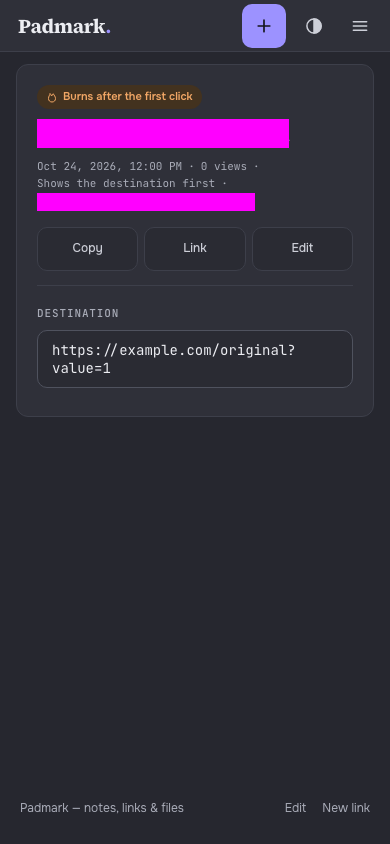 Padmark.
Burns after the first click
Oct 24, 2026, 12:00 PM · 0 views ·
Shows the destination first ·
Copy Link Edit
DESTINATION
https://example.com/original?
value=1
Padmark — notes, links & files Edit New link